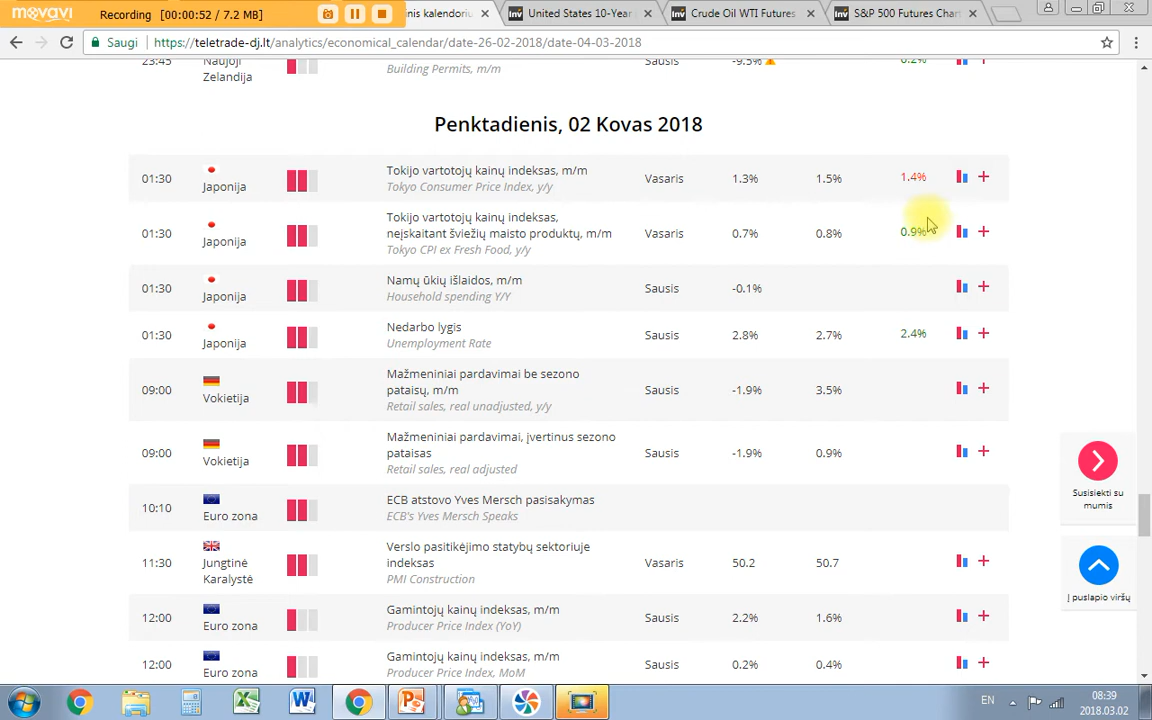 movavi
Recording [00:00:52 / 7.2 MB]
nis kalendoriu
United States 10-Year
Crude Oil WTI Futures
S&P 500 Futures Chart
Saugi
https://teletrade-dj.lt/analytics/economical_calendar/date-26-02-2018/date-04-03-2018
23:45 Naujoji Zelandija
Building Permits, m/m
Sausis -9.5% 0.2%
Penktadienis, 02 Kovas 2018
01:30 Japonija
Tokijo vartotojų kainų indeksas, m/m
Tokyo Consumer Price Index, y/y
Vasaris 1.3% 1.5% 1.4%
01:30 Japonija
Tokijo vartotojų kainų indeksas,
neįskaitant šviežių maisto produktų, m/m
Tokyo CPI ex Fresh Food, y/y
Vasaris 0.7% 0.8% 0.9%
01:30 Japonija
Namų ūkių išlaidos, m/m
Household spending Y/Y
Sausis -0.1%
01:30 Japonija
Nedarbo lygis
Unemployment Rate
Sausis 2.8% 2.7% 2.4%
09:00 Vokietija
Mažmeniniai pardavimai be sezono
pataisų, m/m
Retail sales, real unadjusted, y/y
Sausis -1.9% 3.5%
09:00 Vokietija
Mažmeniniai pardavimai, įvertinus sezono
pataisas
Retail sales, real adjusted
Sausis -1.9% 0.9%
10:10 Euro zona
ECB atstovo Yves Mersch pasisakymas
ECB's Yves Mersch Speaks
11:30 Jungtinė Karalystė
Verslo pasitikėjimo statybų sektoriuje
indeksas
PMI Construction
Vasaris 50.2 50.7
12:00 Euro zona
Gamintojų kainų indeksas, m/m
Producer Price Index (YoY)
Sausis 2.2% 1.6%
12:00 Euro zona
Gamintojų kainų indeksas, m/m
Producer Price Index, MoM
Sausis 0.2% 0.4%
Susisiekti su
mumis
Į puslapio viršų
EN
08:39
2018.03.02